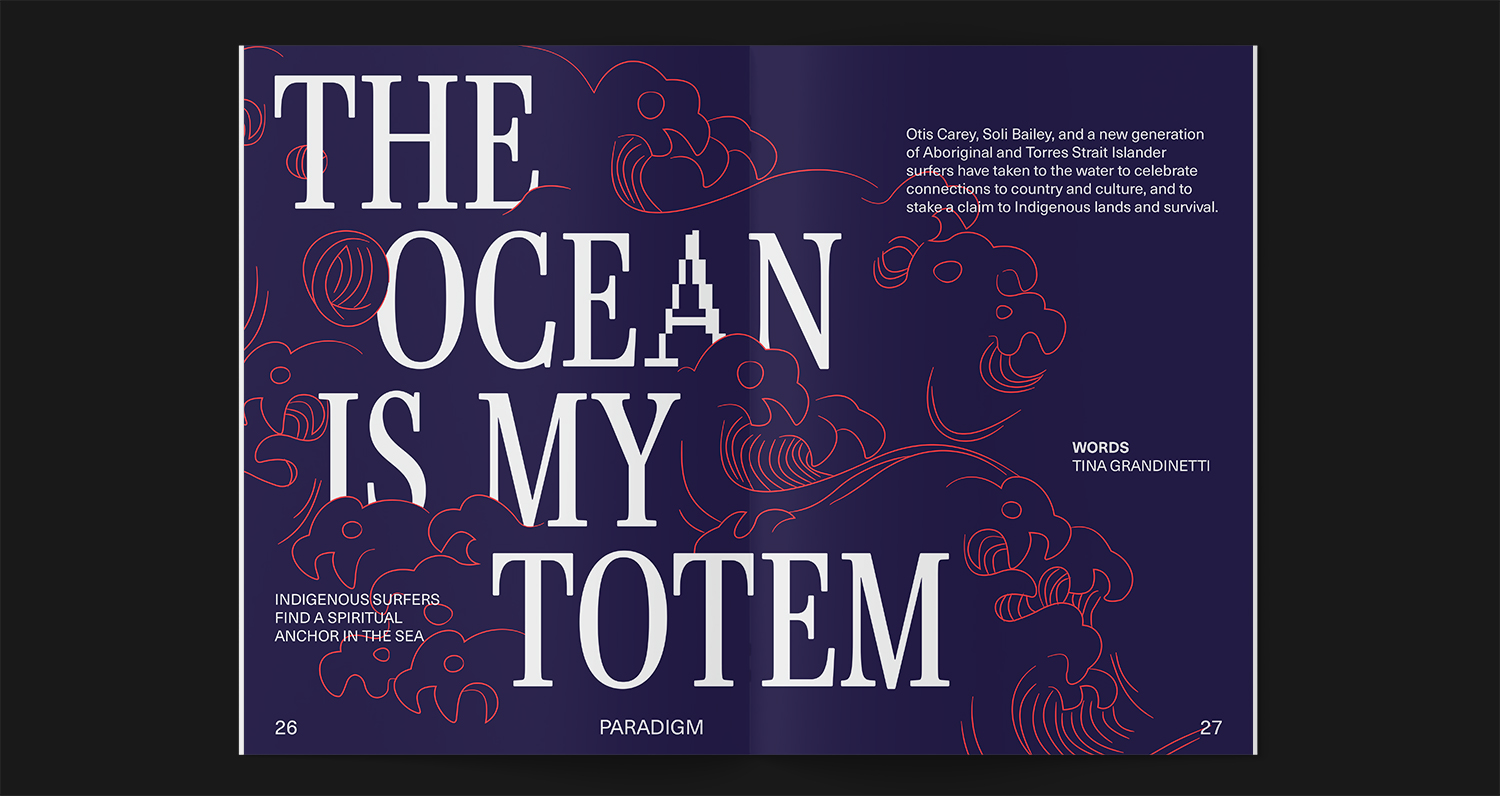 THE
OCEAN
IS MY
TOTEM
Otis Carey, Soli Bailey, and a new generation
of Aboriginal and Torres Strait Islander
surfers have taken to the water to celebrate
connections to country and culture, and to
stake a claim to Indigenous lands and survival.
WORDS
TINA GRANDINETTI
INDIGENOUS SURFERS
FIND A SPIRITUAL
ANCHOR IN THE SEA
26
PARADIGM
27